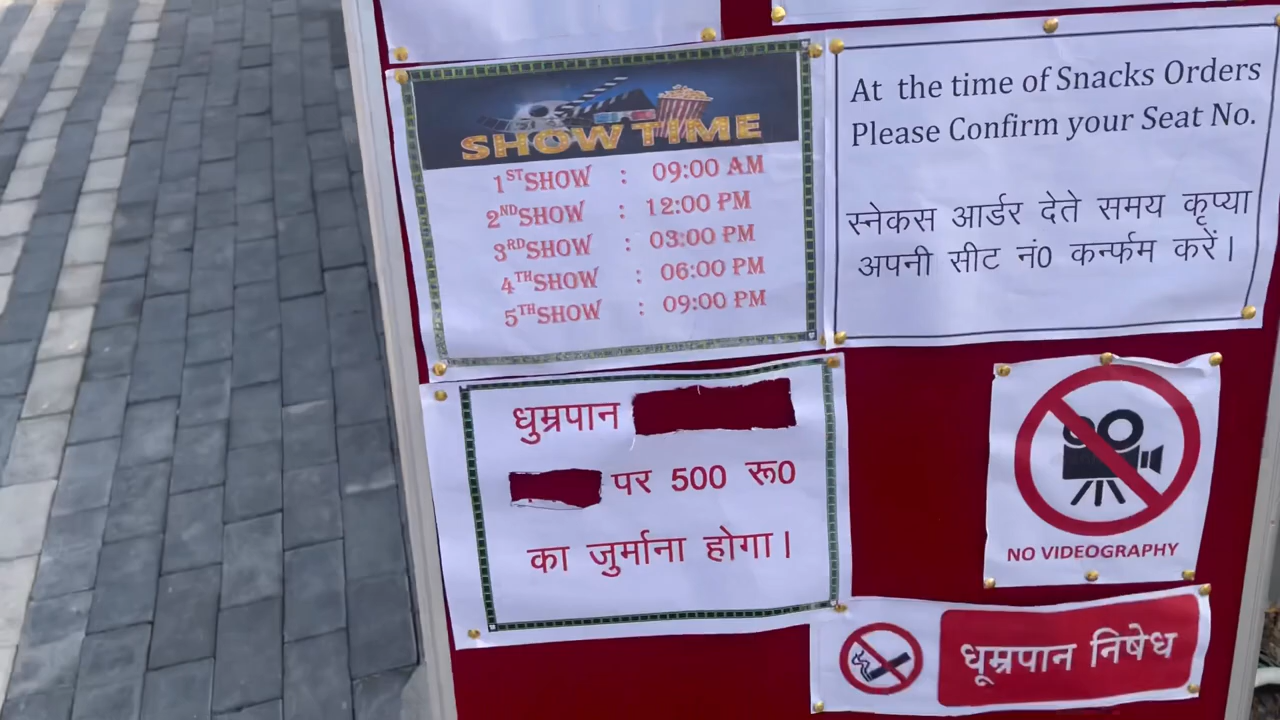 SHOW TIME
1ST SHOW : 09:00 AM
2ND SHOW : 12:00 PM
3RD SHOW : 03:00 PM
4TH SHOW : 06:00 PM
5TH SHOW : 09:00 PM
At the time of Snacks Orders
Please Confirm your Seat No.
स्नेकस आर्डर देते समय कृप्या
अपनी सीट नं0 कर्न्फम करें।
धुम्रपान
पर 500 रू0
का जुर्माना होगा।
NO VIDEOGRAPHY
धूम्रपान निषेध